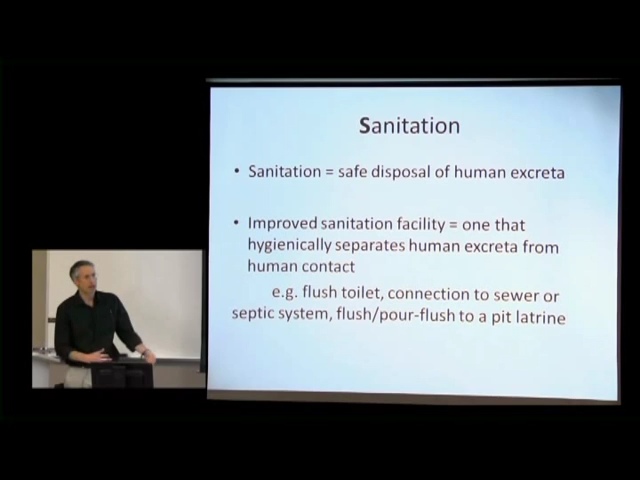 Sanitation
• Sanitation = safe disposal of human excreta
• Improved sanitation facility = one that
hygienically separates human excreta from
human contact
e.g. flush toilet, connection to sewer or
septic system, flush/pour-flush to a pit latrine